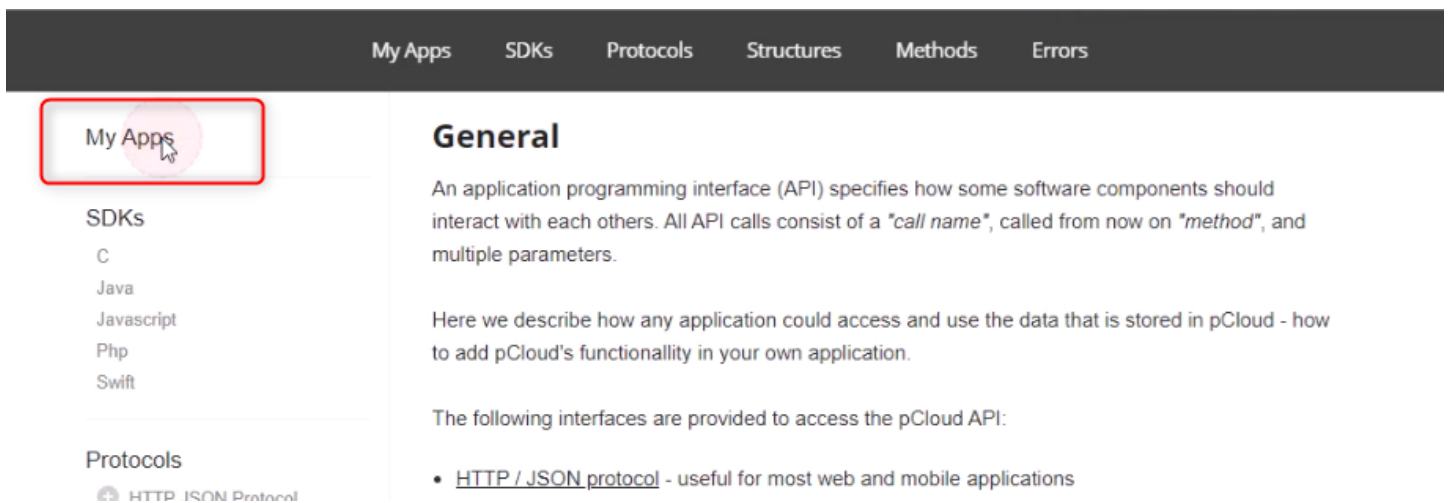 My Apps SDKs Protocols Structures Methods Errors
My Apps
SDKs
C
Java
Javascript
Php
Swift
Protocols
HTTP JSON Protocol
General
An application programming interface (API) specifies how some software components should
interact with each others. All API calls consist of a "call name", called from now on "method", and
multiple parameters.
Here we describe how any application could access and use the data that is stored in pCloud - how
to add pCloud's functionallity in your own application.
The following interfaces are provided to access the pCloud API:
• HTTP / JSON protocol - useful for most web and mobile applications